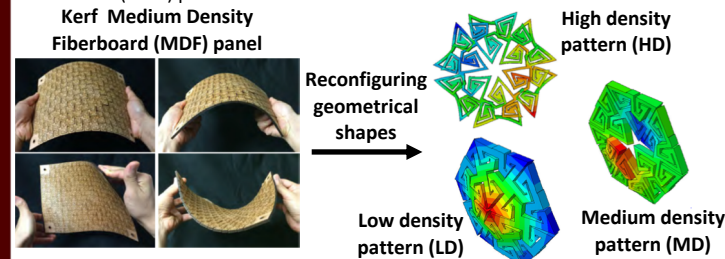 Kerf Medium Density
Fiberboard (MDF) panel
Reconfiguring
geometrical
shapes
High density
pattern (HD)
Low density
pattern (LD)
Medium density
pattern (MD)